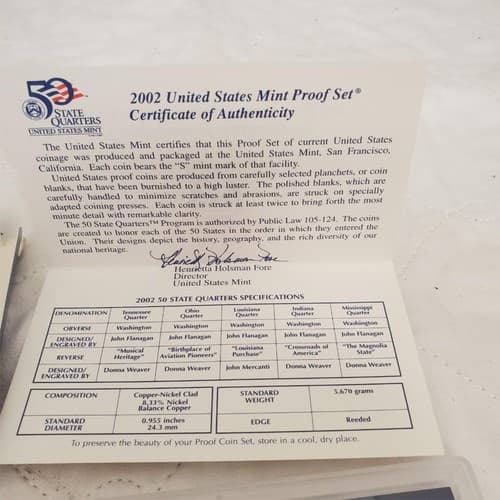 50
STATE
QUARTERS
UNITED STATES MINT
2002 United States Mint Proof Set®
Certificate of Authenticity
The United States Mint certifies that this Proof Set of current United States
coinage was produced and packaged at the United States Mint, San Francisco,
California. Each coin bears the "S" mint mark of that facility.
United States proof coins are produced from carefully selected planchets, or coin
blanks, that have been burnished to a high luster. The polished blanks, which are
carefully handled to minimize scratches and abrasions, are struck on specially
adapted coining presses. Each coin is struck at least twice to bring forth the most
minute detail with remarkable clarity.
The 50 State Quarters™ Program is authorized by Public Law 105-124. The coins
are created to honor each of the 50 States in the order in which they entered the
Union. Their designs depict the history, geography, and the rich diversity of our
national heritage.
Henrietta Holsman Fore
Henrietta Holsman Fore
Director
United States Mint
2002 50 STATE QUARTERS SPECIFICATIONS
DENOMINATION Tennessee Quarter Ohio Quarter Louisiana Quarter Indiana Quarter Mississippi Quarter
OBVERSE Washington Washington Washington Washington Washington
DESIGNED/ ENGRAVED BY John Flanagan John Flanagan John Flanagan John Flanagan John Flanagan
REVERSE "Musical Heritage" "Birthplace of Aviation Pioneers" "Louisiana Purchase" "Crossroads of America" "The Magnolia State"
DESIGNED/ ENGRAVED BY Donna Weaver Donna Weaver John Mercanti Donna Weaver Donna Weaver
COMPOSITION Copper-Nickel Clad 8.33% Nickel Balance Copper STANDARD WEIGHT 5.670 grams
STANDARD DIAMETER 0.955 inches 24.3 mm EDGE Reeded
To preserve the beauty of your Proof Coin Set, store in a cool, dry place.